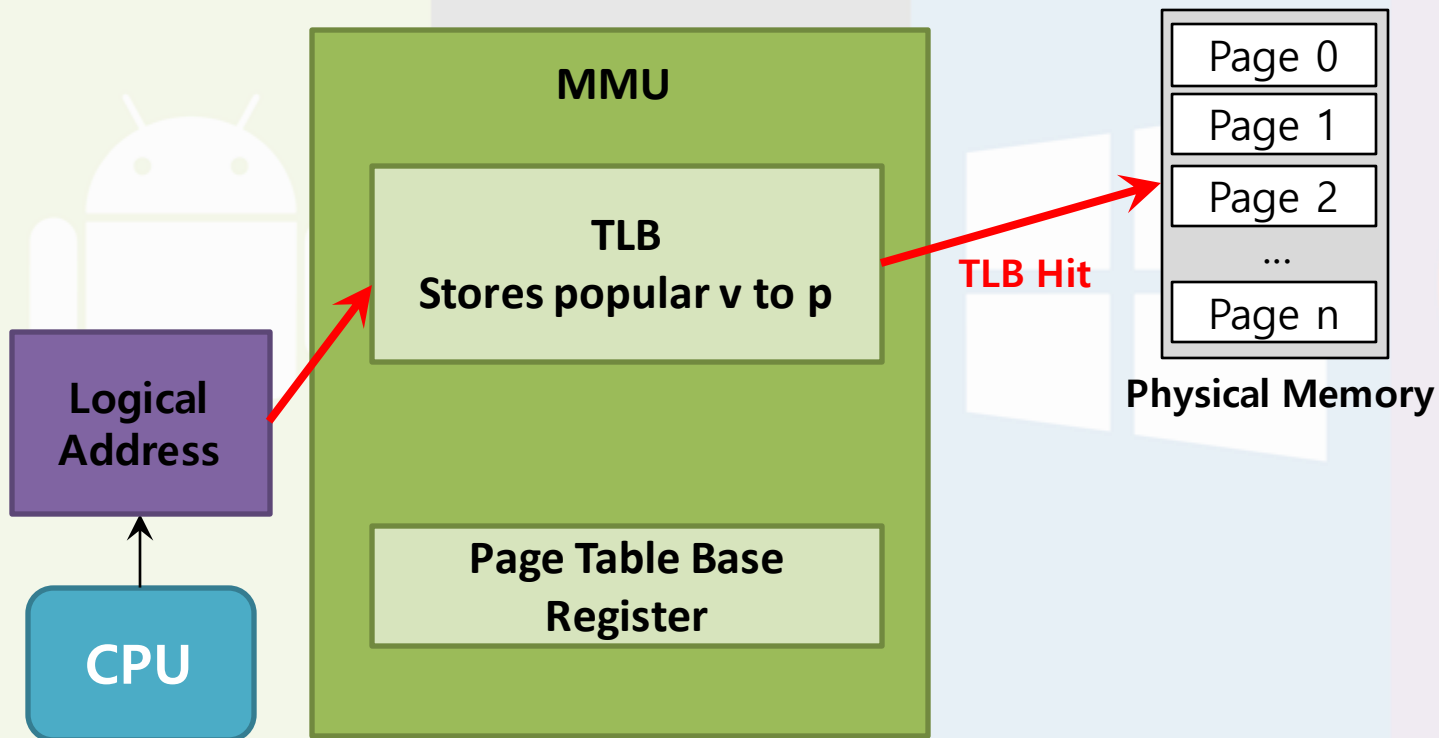 MMU
TLB
Stores popular v to p
TLB Hit
Page 0
Page 1
Page 2
...
Page n
Physical Memory
Logical
Address
Page Table Base
Register
CPU